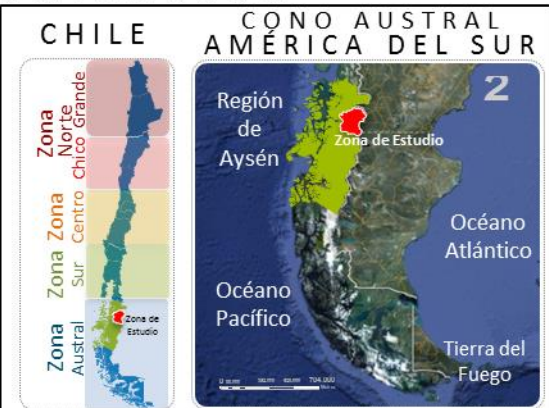 CHILE
Zona
Norte
Chico Grande
Zona
Centro
Zona
Sur
Zona
Austral
Zona de
Estudio
CONO AUSTRAL
AMÉRICA DEL SUR
2
Región
de
Aysén
Zona de Estudio
Océano
Atlántico
Océano
Pacífico
Tierra del
Fuego
0